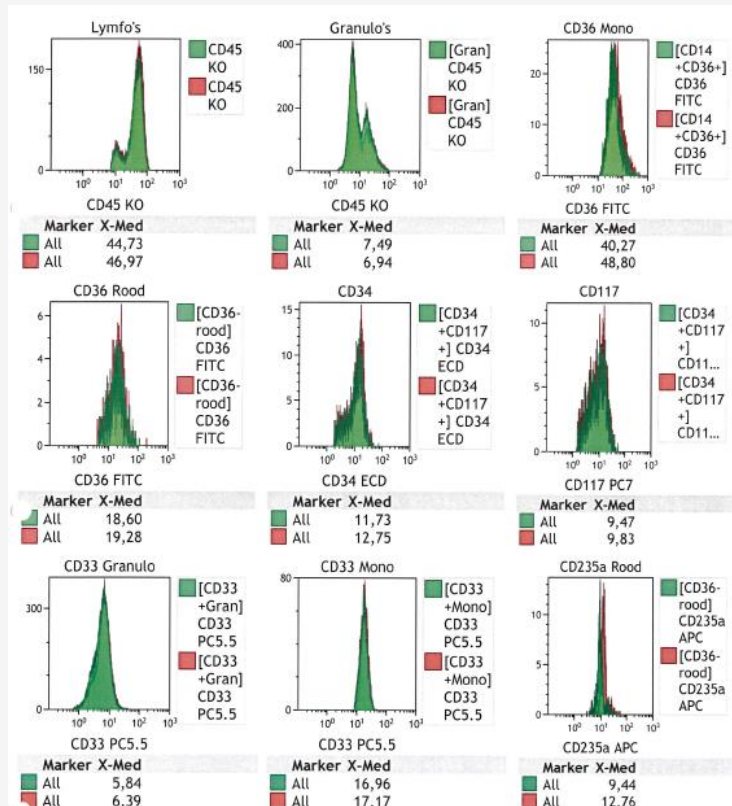 Lymfo's
150
0
10⁰ 10¹ 10² 10³
CD45 KO
CD45
KO
CD45
KO
Marker X-Med
All 44,73
All 46,97
Granulo's
400
200
0
10⁰ 10¹ 10² 10³
CD45 KO
[Gran]
CD45
KO
[Gran]
CD45
KO
Marker X-Med
All 7,49
All 6,94
CD36 Mono
20
10
0
10⁰ 10¹ 10² 10³
CD36 FITC
[CD14
+CD36+]
CD36
FITC
[CD14
+CD36+]
CD36
FITC
Marker X-Med
All 40,27
All 48,80
CD36 Rood
6
4
2
0
10⁰ 10¹ 10² 10³
CD36 FITC
[CD36-
rood]
CD36
FITC
[CD36-
rood]
CD36
FITC
Marker X-Med
All 18,60
All 19,28
CD34
15
10
5
0
10⁰ 10¹ 10² 10³
CD34 ECD
[CD34
+CD117
+] CD34
ECD
[CD34
+CD117
+] CD34
ECD
Marker X-Med
All 11,73
All 12,75
CD117
10
5
0
10⁰ 10¹ 10² 10³
CD117 PC7
[CD34
+CD117
+]
CD11...
[CD34
+CD117
+]
CD11...
Marker X-Med
All 9,47
All 9,83
CD33 Granulo
300
0
10⁰ 10¹ 10² 10³
CD33 PC5.5
[CD33
+Gran]
CD33
PC5.5
[CD33
+Gran]
CD33
PC5.5
Marker X-Med
All 5,84
All 6,39
CD33 Mono
80
0
10⁰ 10¹ 10² 10³
CD33 PC5.5
[CD33
+Mono]
CD33
PC5.5
[CD33
+Mono]
CD33
PC5.5
Marker X-Med
All 16,96
All 17,17
CD235a Rood
10
5
0
10⁰ 10¹ 10² 10³
CD235a APC
[CD36-
rood]
CD235a
APC
[CD36-
rood]
CD235a
APC
Marker X-Med
All 9,44
All 12,76